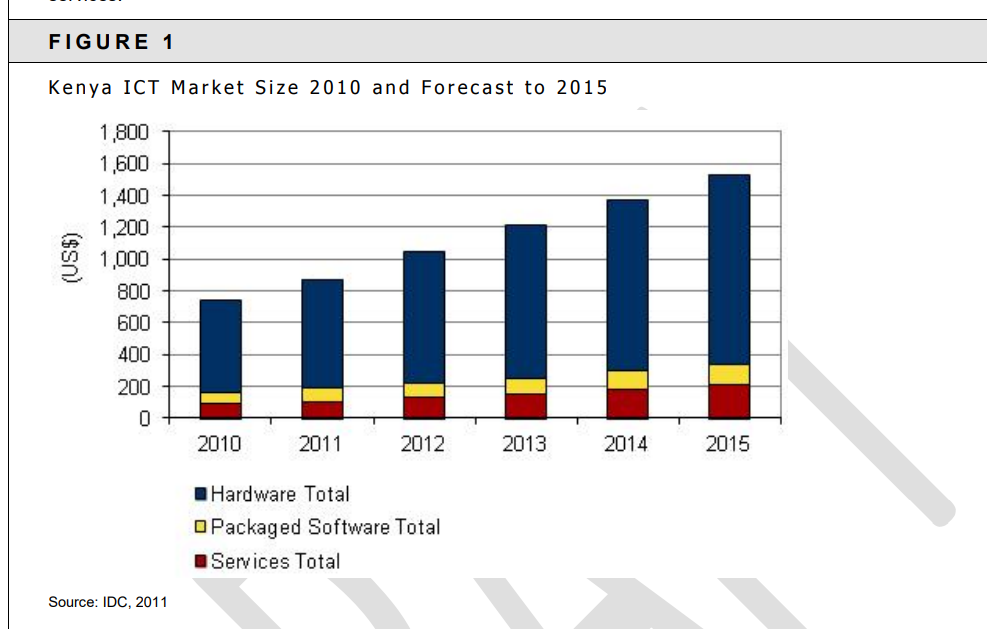 FIGURE 1
Kenya ICT Market Size 2010 and Forecast to 2015
1,800
1,600
1,400
1,200
1,000
800
600
400
200
0
(US$)
2010 2011 2012 2013 2014 2015
Hardware Total
Packaged Software Total
Services Total
Source: IDC, 2011